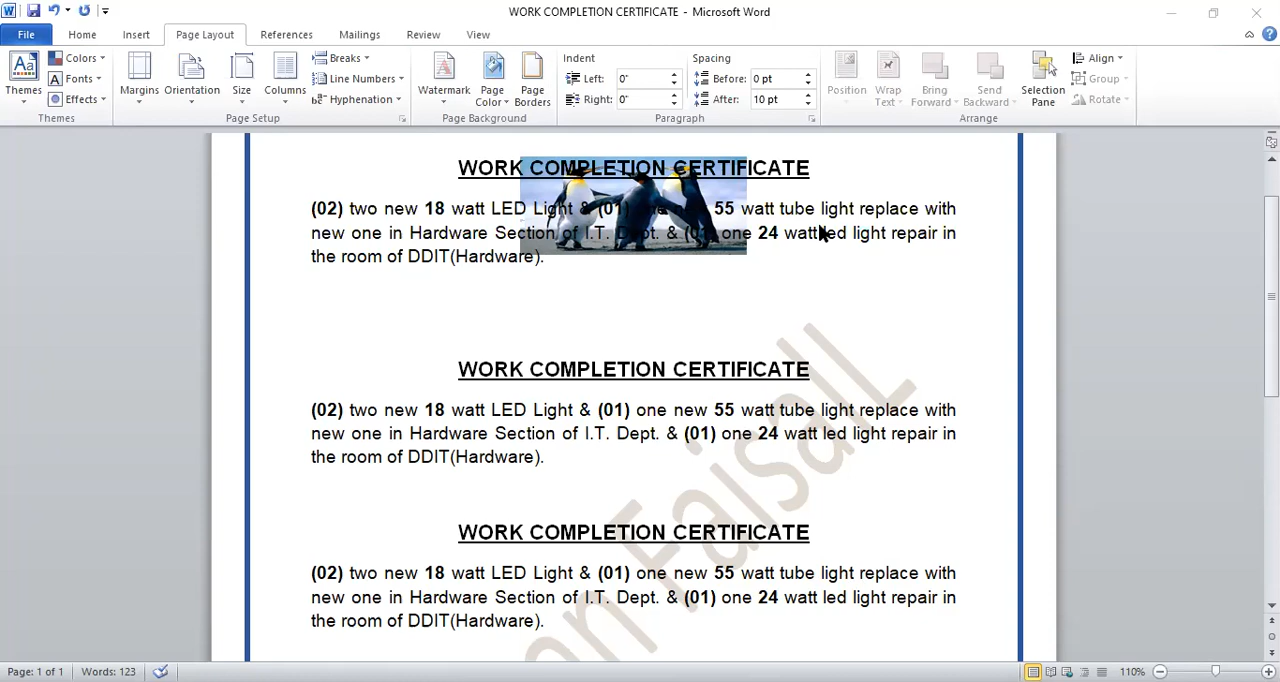 WORK COMPLETION CERTIFICATE - Microsoft Word
File Home Insert Page Layout References Mailings Review View
Themes
Colors
Fonts
Effects
Themes
Margins
Orientation
Size
Columns
Breaks
Line Numbers
Hyphenation
Page Setup
Watermark
Page Color
Page Borders
Page Background
Indent
Left: 0"
Right: 0"
Spacing
Before: 0 pt
After: 10 pt
Paragraph
Position
Wrap Text
Bring Forward
Send Backward
Selection Pane
Align
Group
Rotate
Arrange
WORK COMPLETION CERTIFICATE
(02) two new 18 watt LED Light & (01) one new 55 watt tube light replace with
new one in Hardware Section of I.T. Dept. & (01) one 24 watt led light repair in
the room of DDIT(Hardware).
WORK COMPLETION CERTIFICATE
(02) two new 18 watt LED Light & (01) one new 55 watt tube light replace with
new one in Hardware Section of I.T. Dept. & (01) one 24 watt led light repair in
the room of DDIT(Hardware).
WORK COMPLETION CERTIFICATE
(02) two new 18 watt LED Light & (01) one new 55 watt tube light replace with
new one in Hardware Section of I.T. Dept. & (01) one 24 watt led light repair in
the room of DDIT(Hardware).
FaisalL
Page: 1 of 1 Words: 123 110%